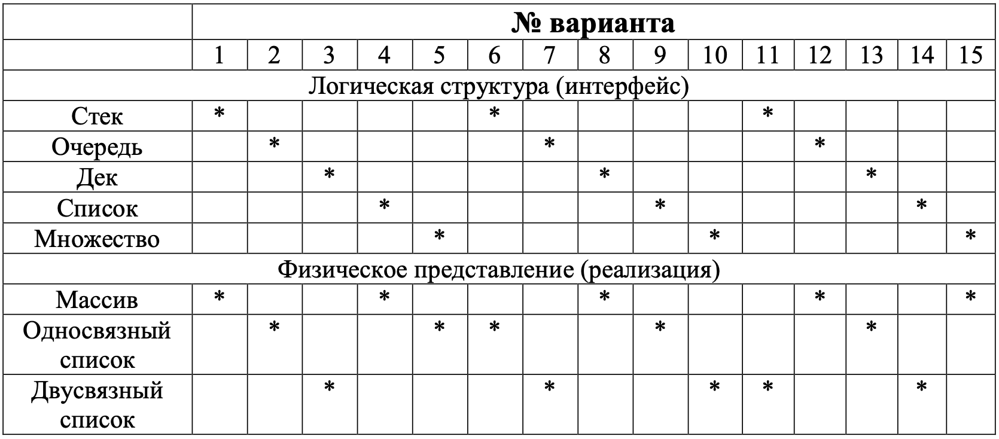 № варианта
1 2 3 4 5 6 7 8 9 10 11 12 13 14 15
Логическая структура (интерфейс)
Стек * * *
Очередь * * *
Дек * * *
Список * * *
Множество * * *
Физическое представление (реализация)
Массив * * * * *
Односвязный * * * * *
список
Двусвязный * * * * *
список